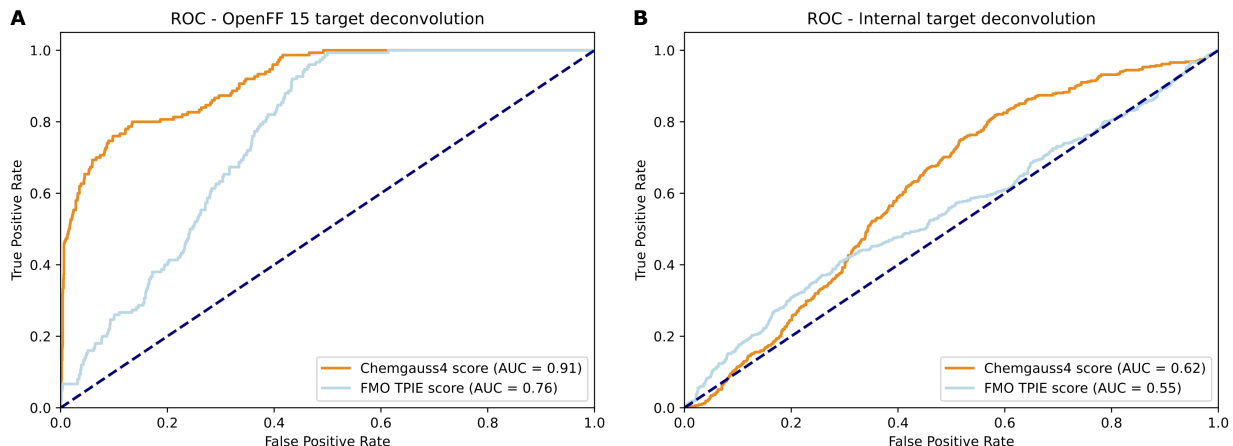 A
ROC - OpenFF 15 target deconvolution
True Positive Rate
1.0
0.8
0.6
0.4
0.2
0.0
Chemgauss4 score (AUC = 0.91)
FMO TPIE score (AUC = 0.76)
0.0 0.2 0.4 0.6 0.8 1.0
False Positive Rate
B
ROC - Internal target deconvolution
True Positive Rate
1.0
0.8
0.6
0.4
0.2
0.0
Chemgauss4 score (AUC = 0.62)
FMO TPIE score (AUC = 0.55)
0.0 0.2 0.4 0.6 0.8 1.0
False Positive Rate